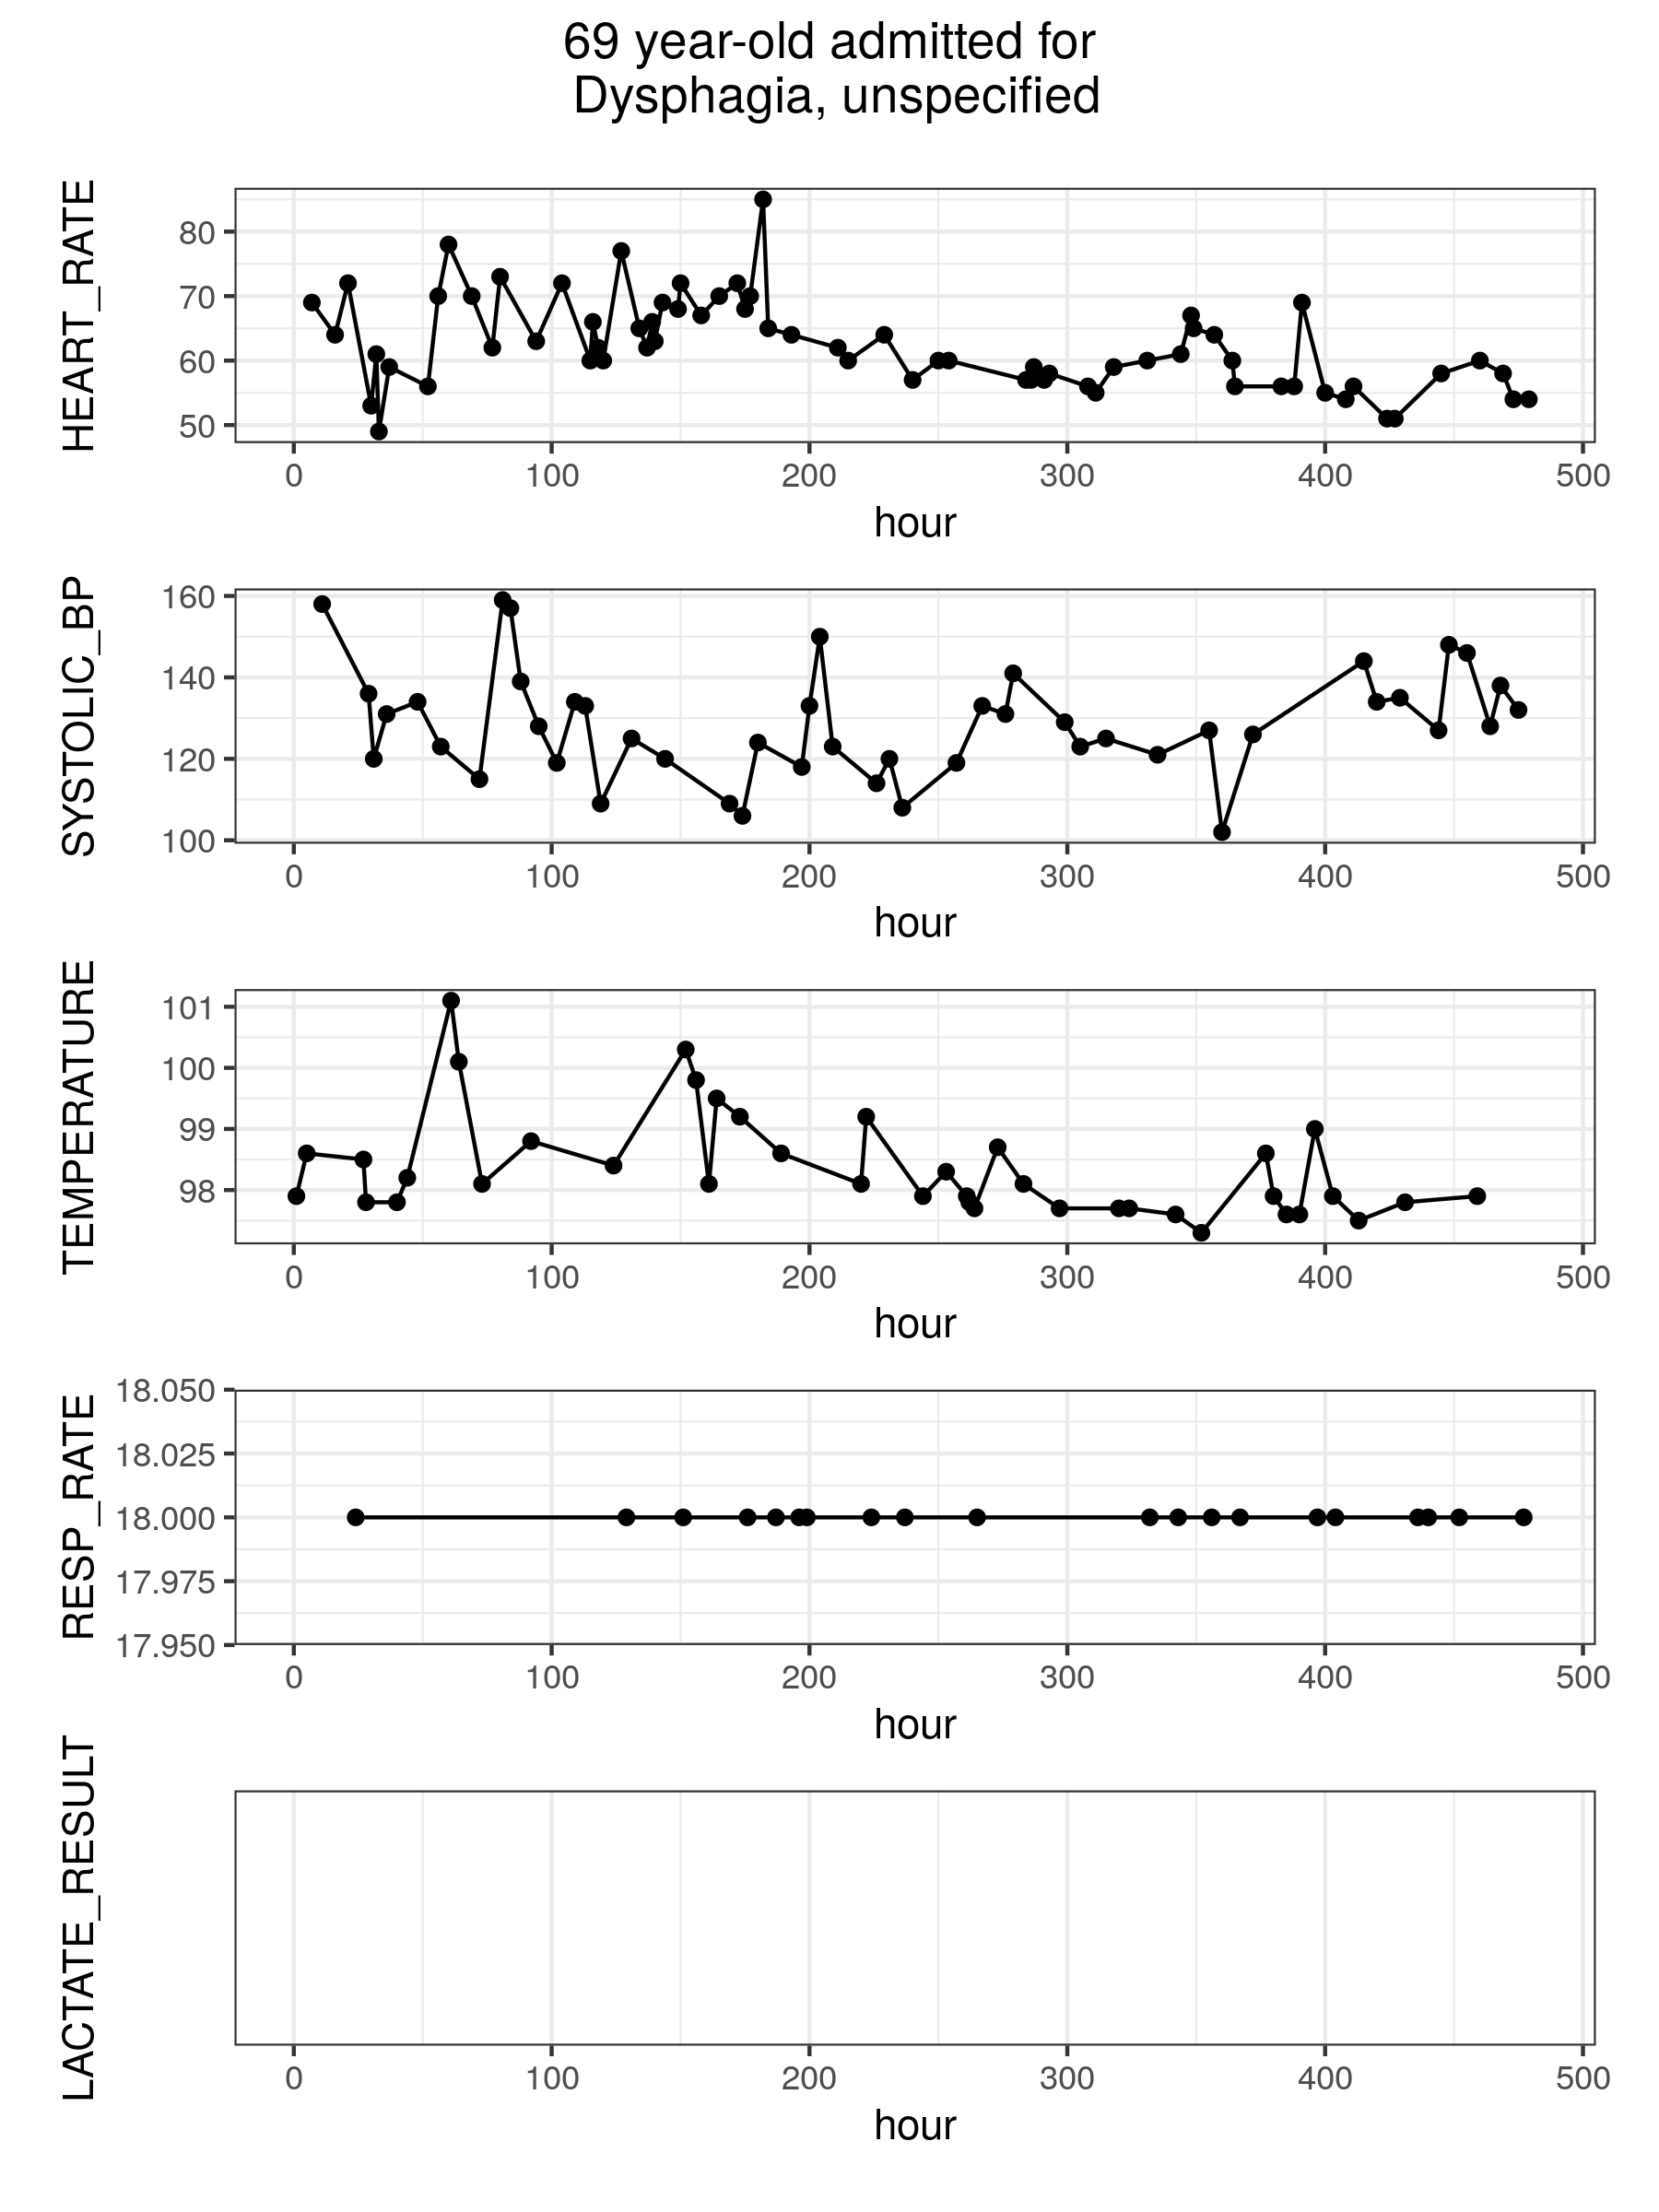 69 year-old admitted for
Dysphagia, unspecified
HEART_RATE
80
70
60
50
0 100 200 300 400 500
hour
SYSTOLIC_BP
160
140
120
100
0 100 200 300 400 500
hour
TEMPERATURE
101
100
99
98
0 100 200 300 400 500
hour
RESP_RATE
18.050
18.025
18.000
17.975
17.950
0 100 200 300 400 500
hour
LACTATE_RESULT
0 100 200 300 400 500
hour